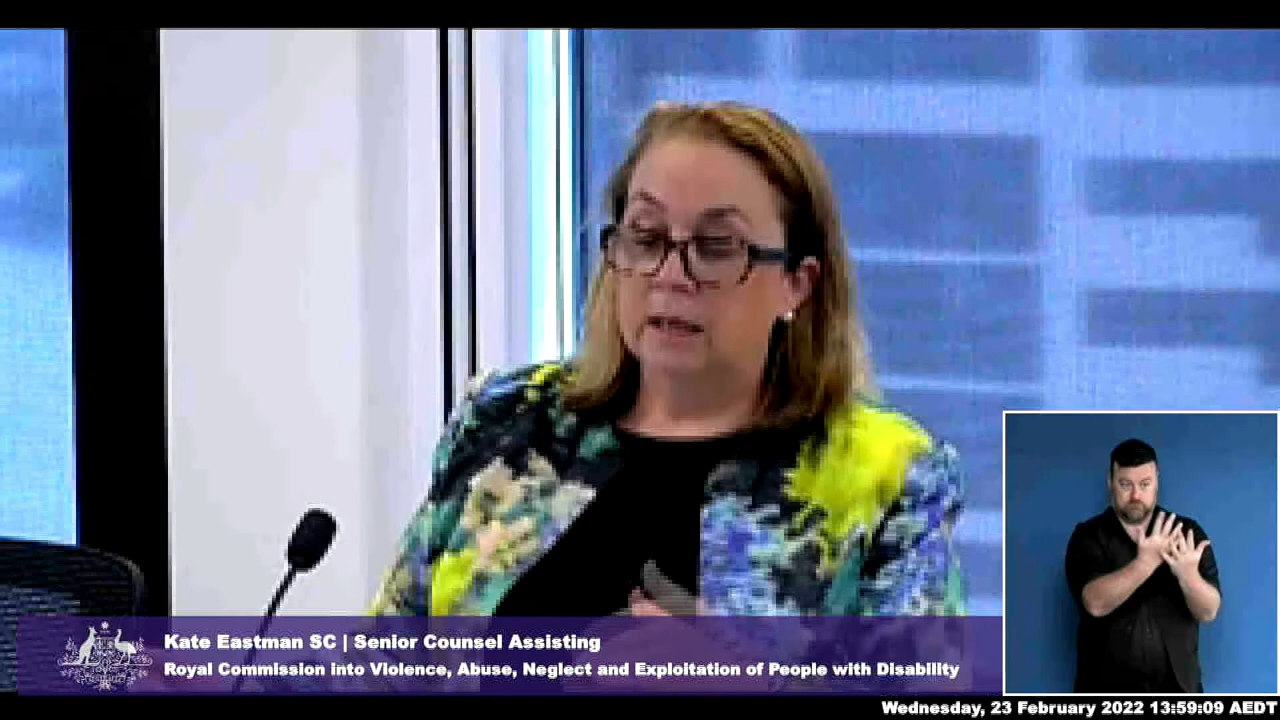 Kate Eastman SC | Senior Counsel Assisting
Royal Commission into Violence, Abuse, Neglect and Exploitation of People with Disability
Wednesday, 23 February 2022 13:59:09 AEDT